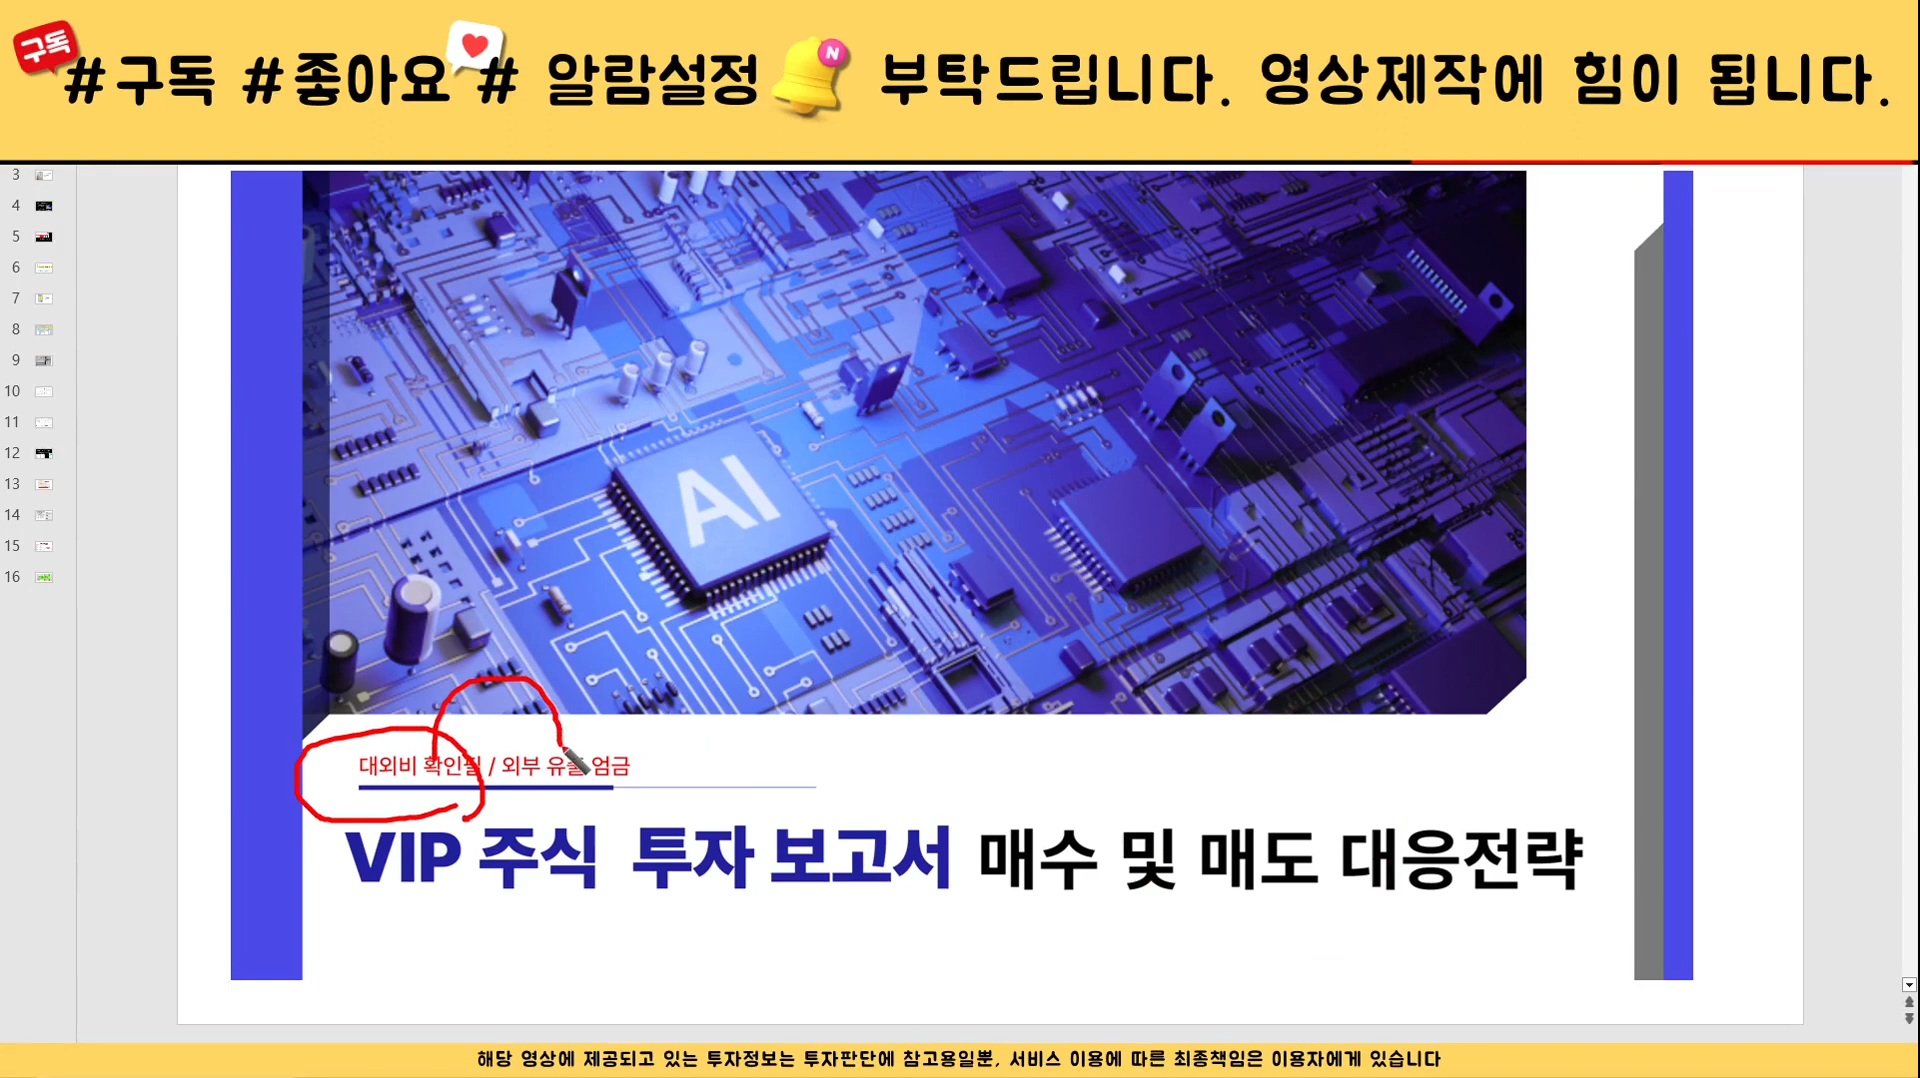 구독
#구독 #좋아요 # 알람설정 N 부탁드립니다. 영상제작에 힘이 됩니다.
3
4
5
6
7
8
9
10
11
12
13
14
15
16
AI
대외비 확인필 / 외부 유출 엄금
VIP 주식 투자 보고서 매수 및 매도 대응전략
해당 영상에 제공되고 있는 투자정보는 투자판단에 참고용일뿐, 서비스 이용에 따른 최종책임은 이용자에게 있습니다